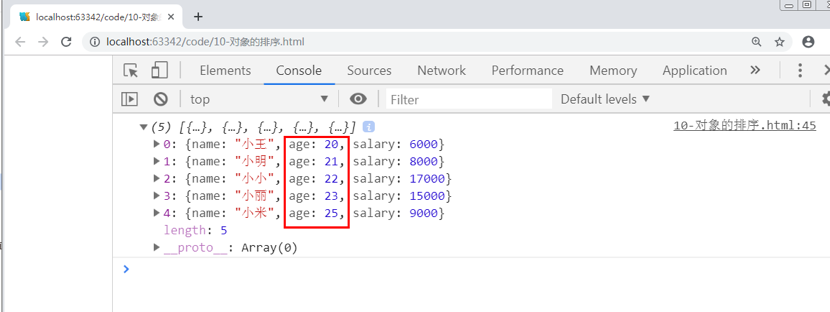 localhost:63342/code/10-对象
localhost:63342/code/10-对象的排序.html
Elements Console Sources Network Performance Memory Application
top Filter Default levels
(5) [{…}, {…}, {…}, {…}, {…}] i 10-对象的排序.html:45
0: {name: "小王", age: 20, salary: 6000}
1: {name: "小明", age: 21, salary: 8000}
2: {name: "小小", age: 22, salary: 17000}
3: {name: "小丽", age: 23, salary: 15000}
4: {name: "小米", age: 25, salary: 9000}
length: 5
__proto__: Array(0)